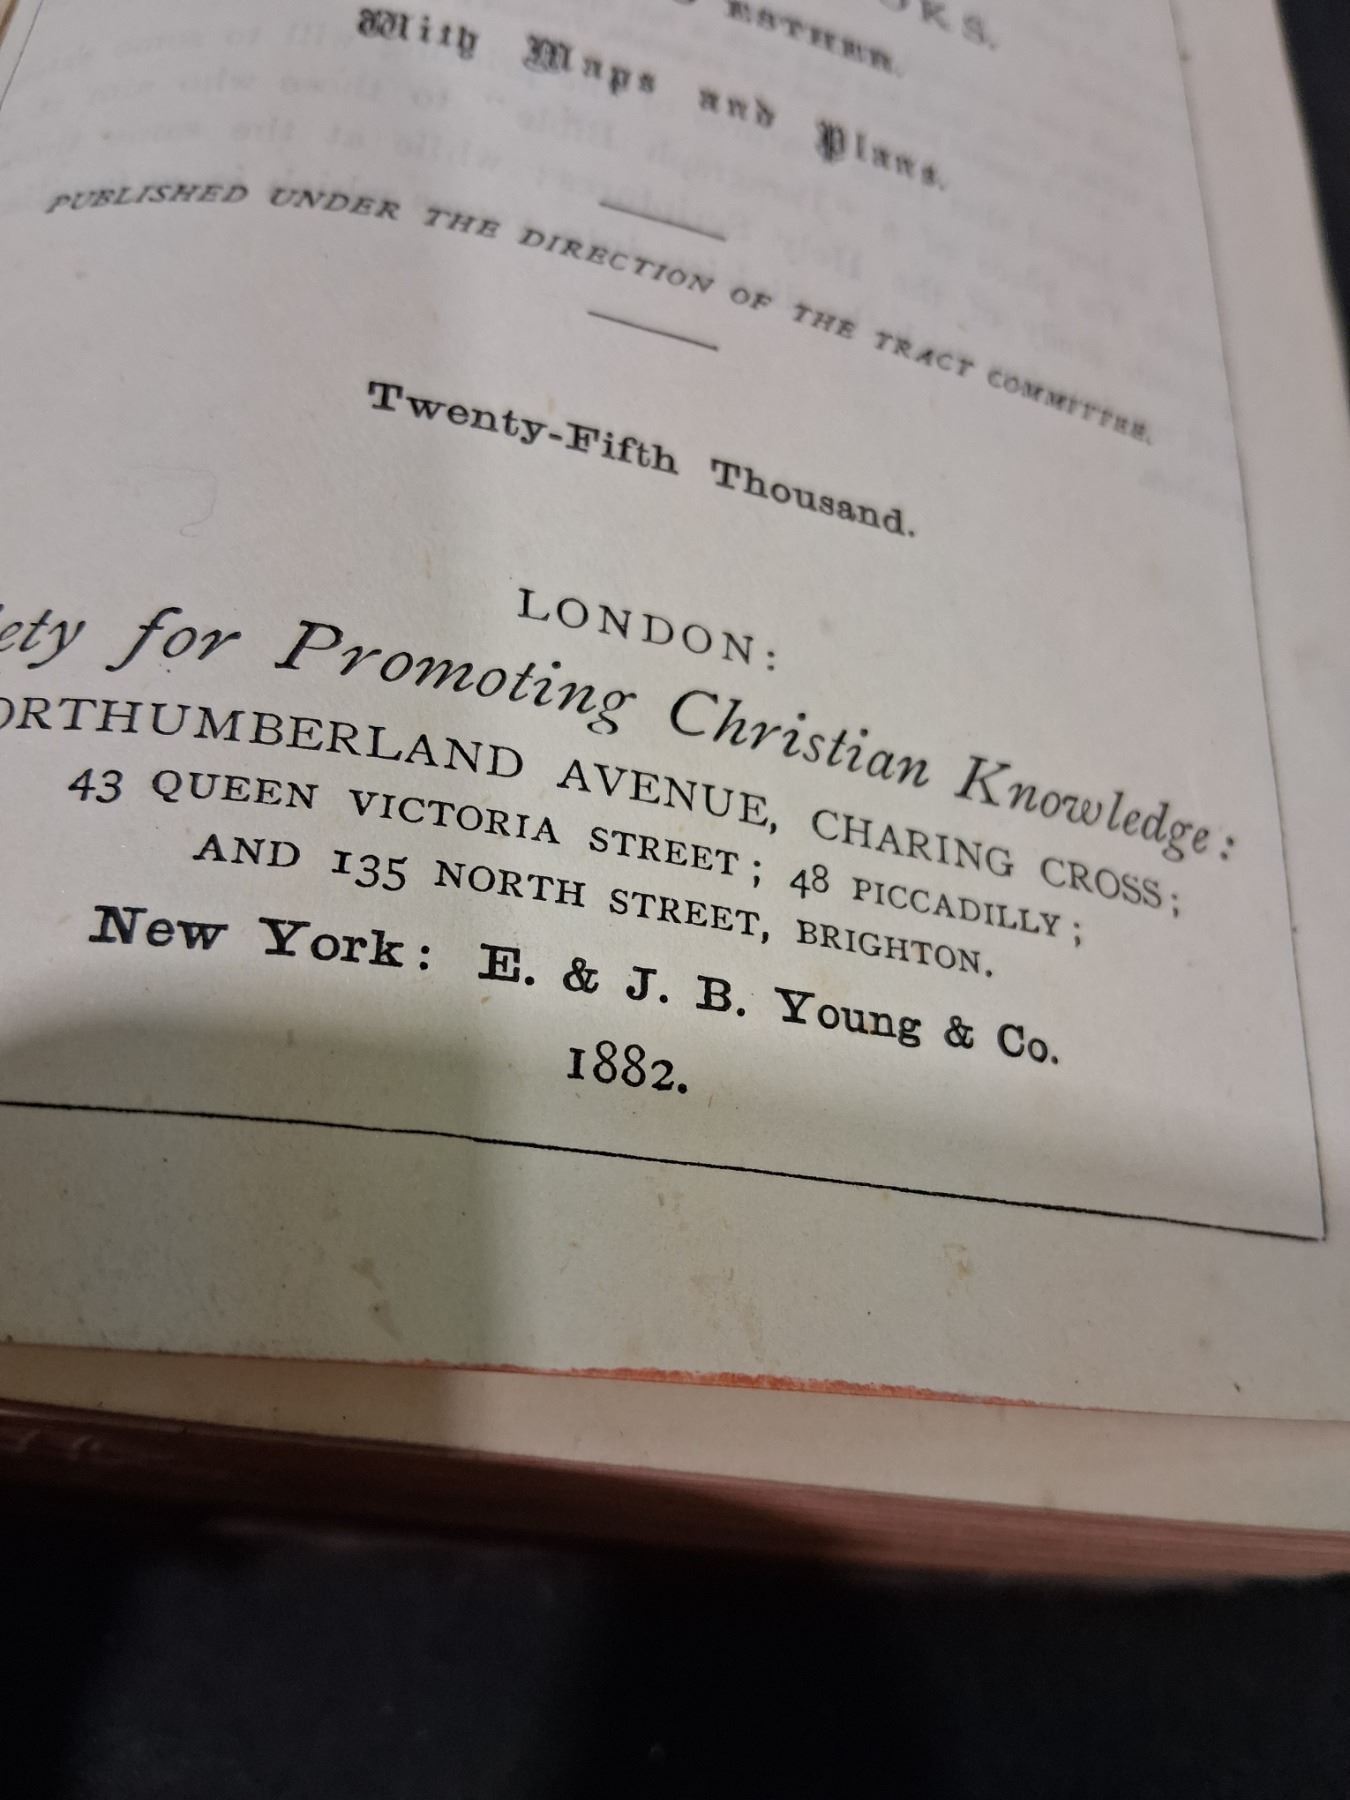 OKS.
ESTHER.
With Maps and Plans.
PUBLISHED UNDER THE DIRECTION OF THE TRACT COMMITTEE.
Twenty-Fifth Thousand.
LONDON:
ety for Promoting Christian Knowledge:
ORTHUMBERLAND AVENUE, CHARING CROSS;
43 QUEEN VICTORIA STREET; 48 PICCADILLY;
AND 135 NORTH STREET, BRIGHTON.
New York: E. & J. B. Young & Co.
1882.